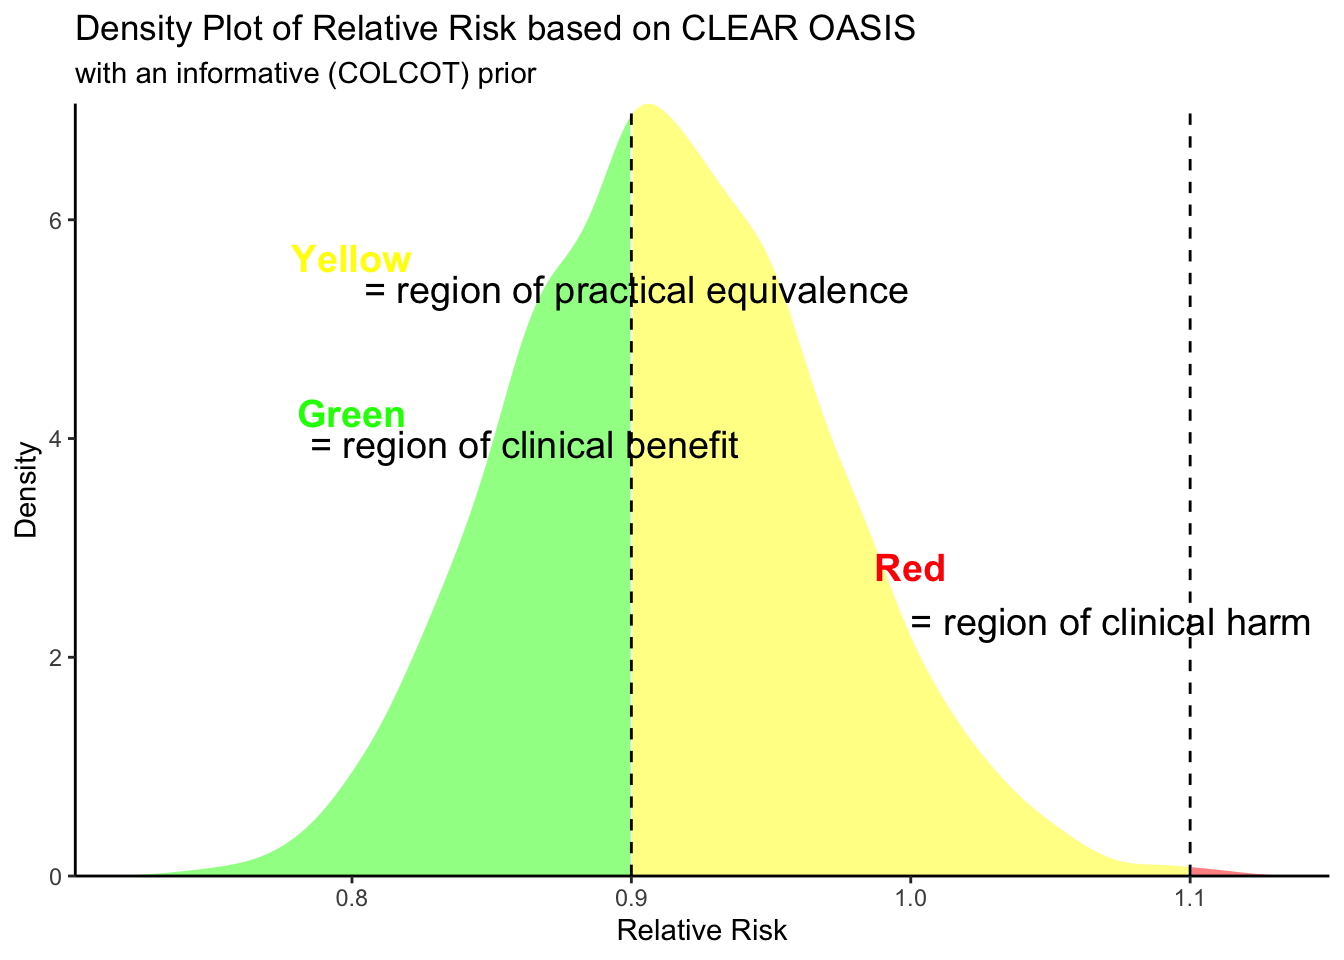 Density Plot of Relative Risk based on CLEAR OASIS
with an informative (COLCOT) prior
6
Yellow
= region of practical equivalence
Green
= region of clinical benefit
4
Density
Red
= region of clinical harm
2
0
0.8
0.9
1.0
1.1
Relative Risk